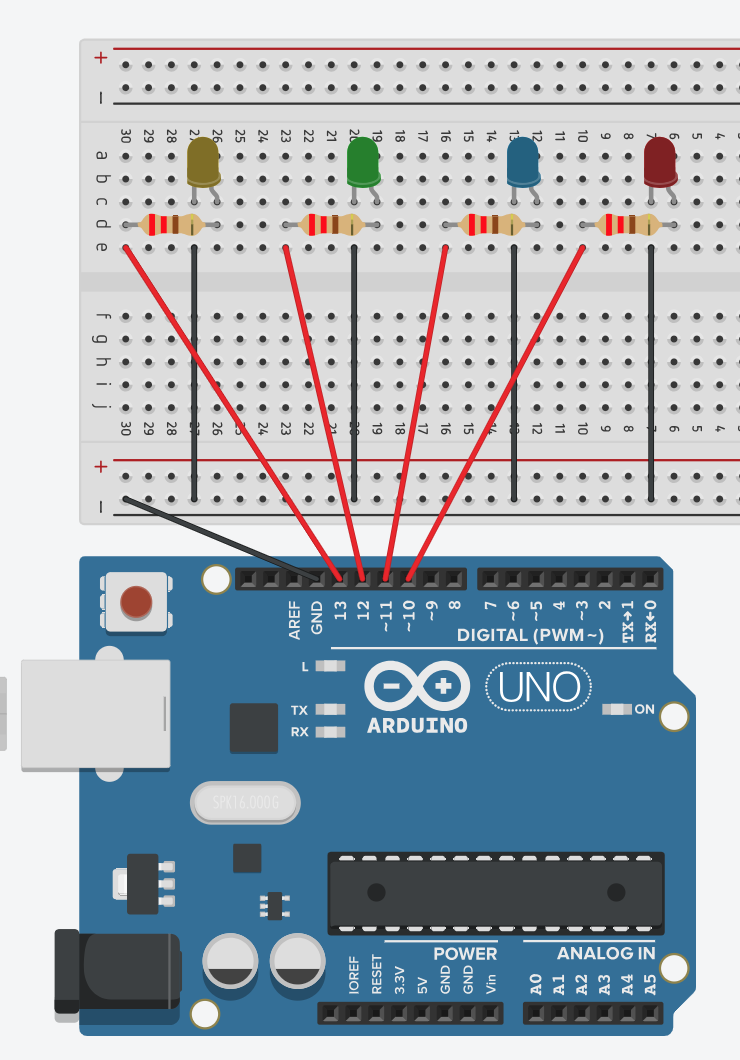 +
−
30 29 28 27 26 25 24 23 22 21 20 19 18 17 16 15 14 13 12 11 10 9 8 7 6 5 4
a
b
c
d
e
f
g
h
i
j
30 29 28 27 26 25 24 23 22 21 20 19 18 17 16 15 14 13 12 11 10 9 8 7 6 5 4
+
−
AREF GND 13 12 ~11 ~10 ~9 8 7 ~6 ~5 4 ~3 2 TX→1 RX←0
DIGITAL (PWM~)
L
TX
RX
ARDUINO
UNO
ON
SPK16.000G
POWER
ANALOG IN
IOREF RESET 3.3V 5V GND GND Vin A0 A1 A2 A3 A4 A5